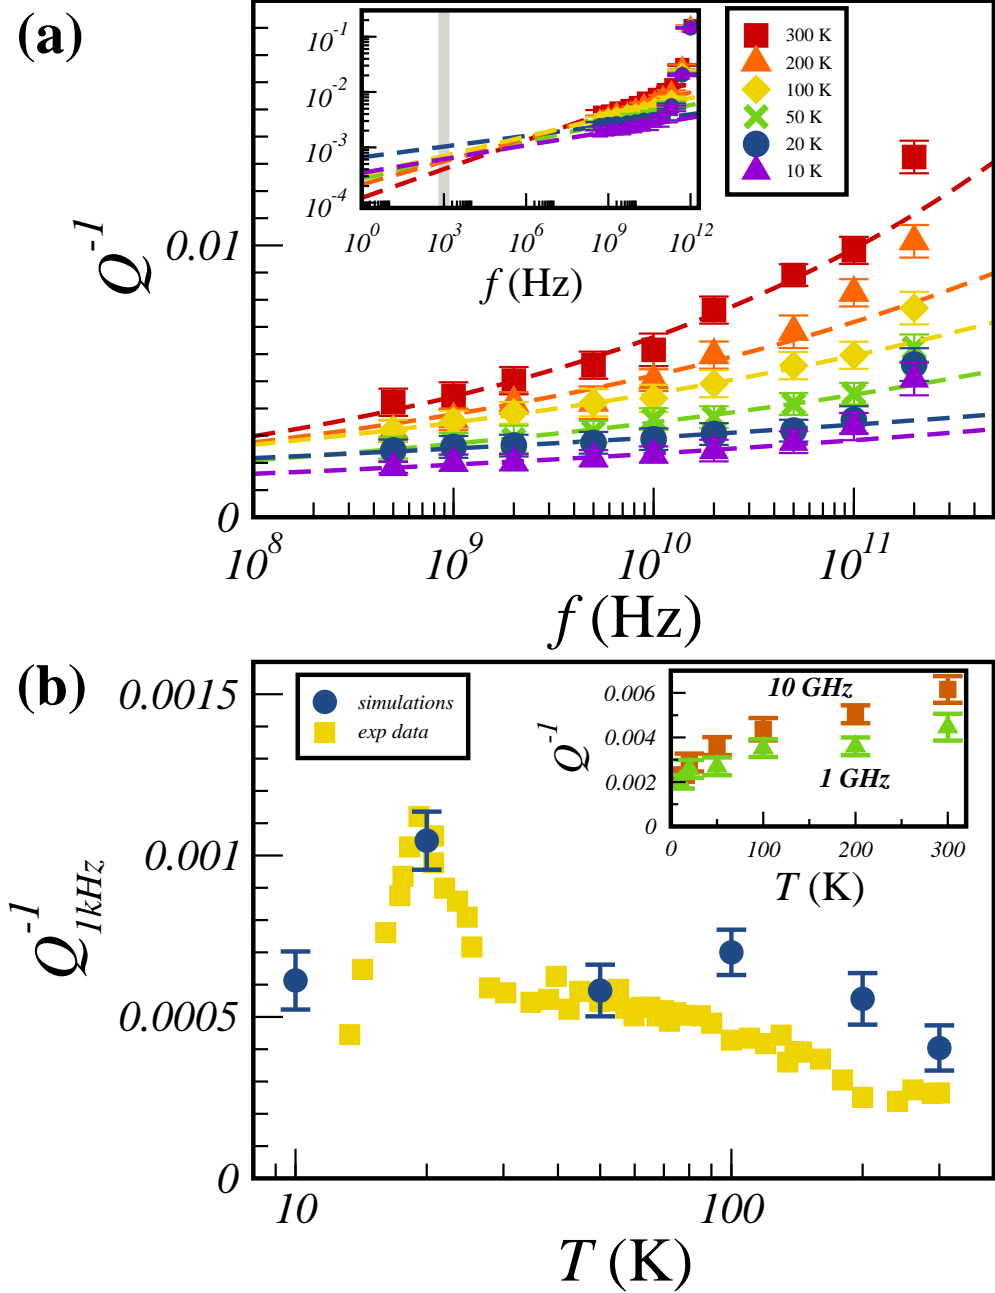 (a)
10^-1
10^-2
10^-3
10^-4
10^0 10^3 10^6 10^9 10^12
f (Hz)
300 K
200 K
100 K
50 K
20 K
10 K
Q^-1
0.01
0
10^8 10^9 10^10 10^11
f (Hz)
(b)
simulations
exp data
0.0015
0.001
0.0005
0
Q^-1_1kHz
10 100
T (K)
Q^-1
0.006
0.004
0.002
0
10 GHz
1 GHz
0 100 200 300
T (K)